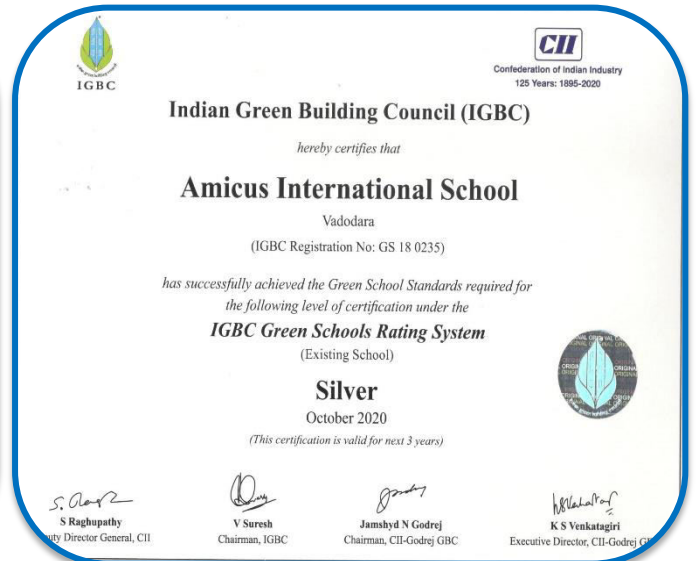 IGBC
CII
Confederation of Indian Industry
125 Years: 1895-2020
Indian Green Building Council (IGBC)
hereby certifies that
Amicus International School
Vadodara
(IGBC Registration No: GS 18 0235)
has successfully achieved the Green School Standards required for
the following level of certification under the
IGBC Green Schools Rating System
(Existing School)
Silver
October 2020
(This certification is valid for next 3 years)
S Raghupathy
uty Director General, CII
V Suresh
Chairman, IGBC
Jamshyd N Godrej
Chairman, CII-Godrej GBC
K S Venkatagiri
Executive Director, CII-Godrej G